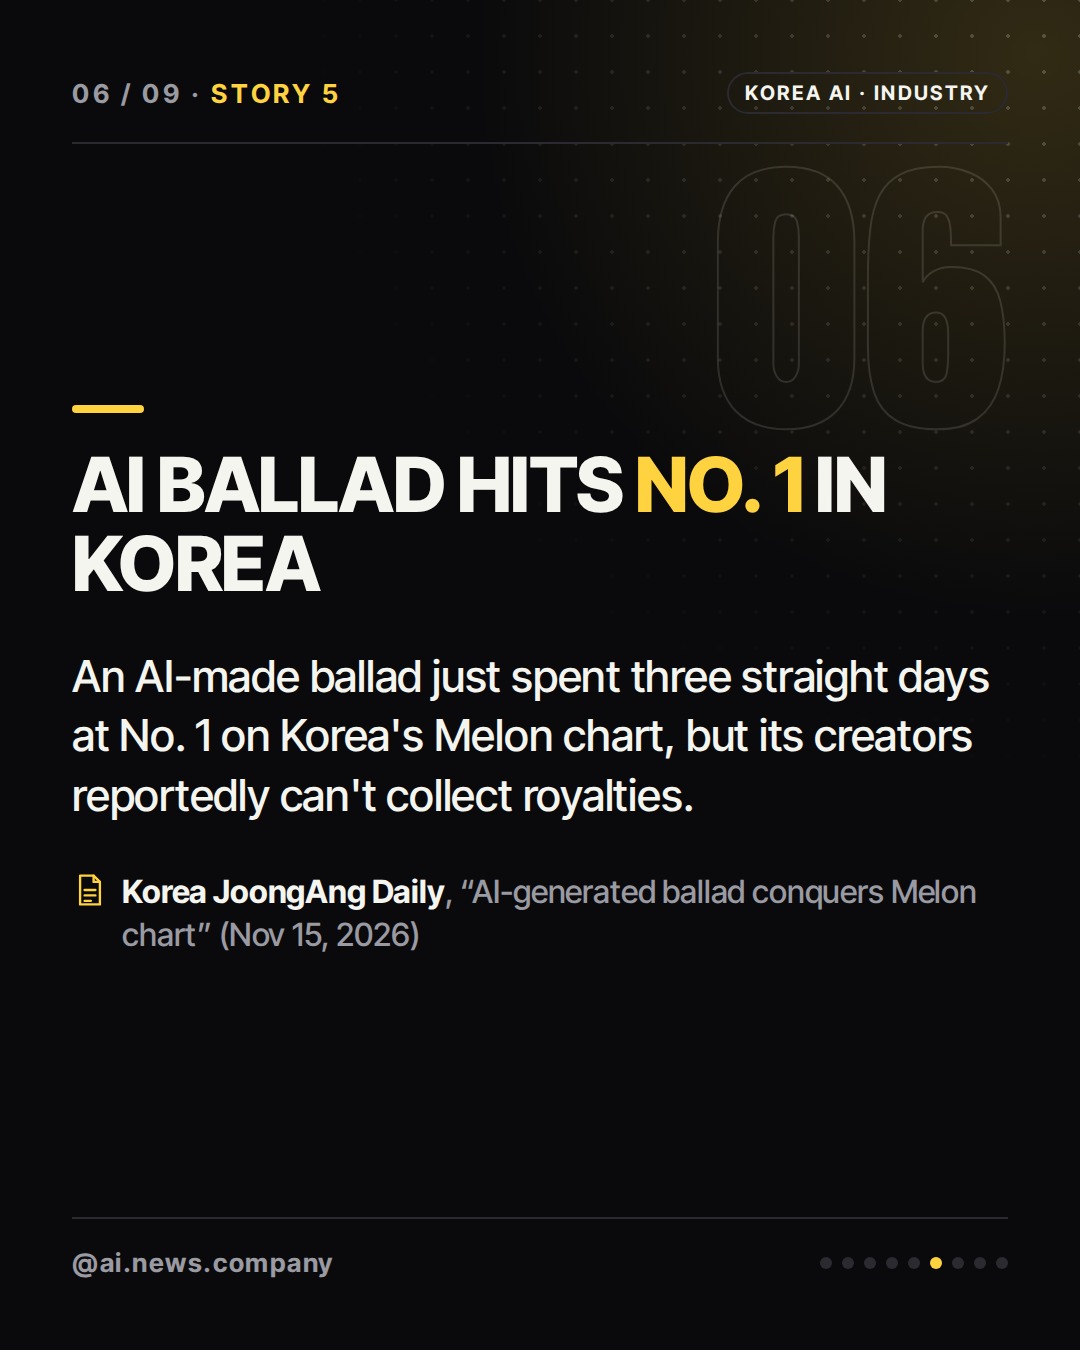 06 / 09 · STORY 5
KOREA AI · INDUSTRY
06
AI BALLAD HITS NO. 1 IN
KOREA
An AI-made ballad just spent three straight days
at No. 1 on Korea's Melon chart, but its creators
reportedly can't collect royalties.
Korea JoongAng Daily, “AI-generated ballad conquers Melon
chart” (Nov 15, 2026)
@ai.news.company